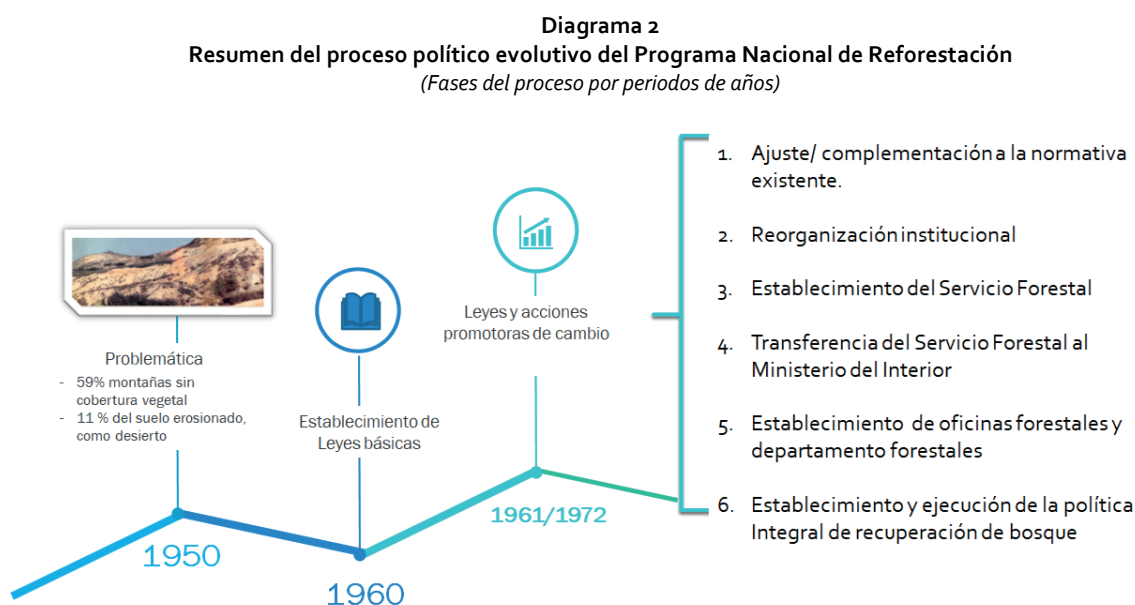 Diagrama 2
Resumen del proceso político evolutivo del Programa Nacional de Reforestación
(Fases del proceso por periodos de años)
Problemática
- 59% montañas sin
cobertura vegetal
- 11 % del suelo erosionado,
como desierto
1950
Establecimiento de
Leyes básicas
1960
Leyes y acciones
promotoras de cambio
1961/1972
1. Ajuste/ complementación a la normativa
existente.
2. Reorganización institucional
3. Establecimiento del Servicio Forestal
4. Transferencia del Servicio Forestal al
Ministerio del Interior
5. Establecimiento de oficinas forestales y
departamento forestales
6. Establecimiento y ejecución de la política
Integral de recuperación de bosque